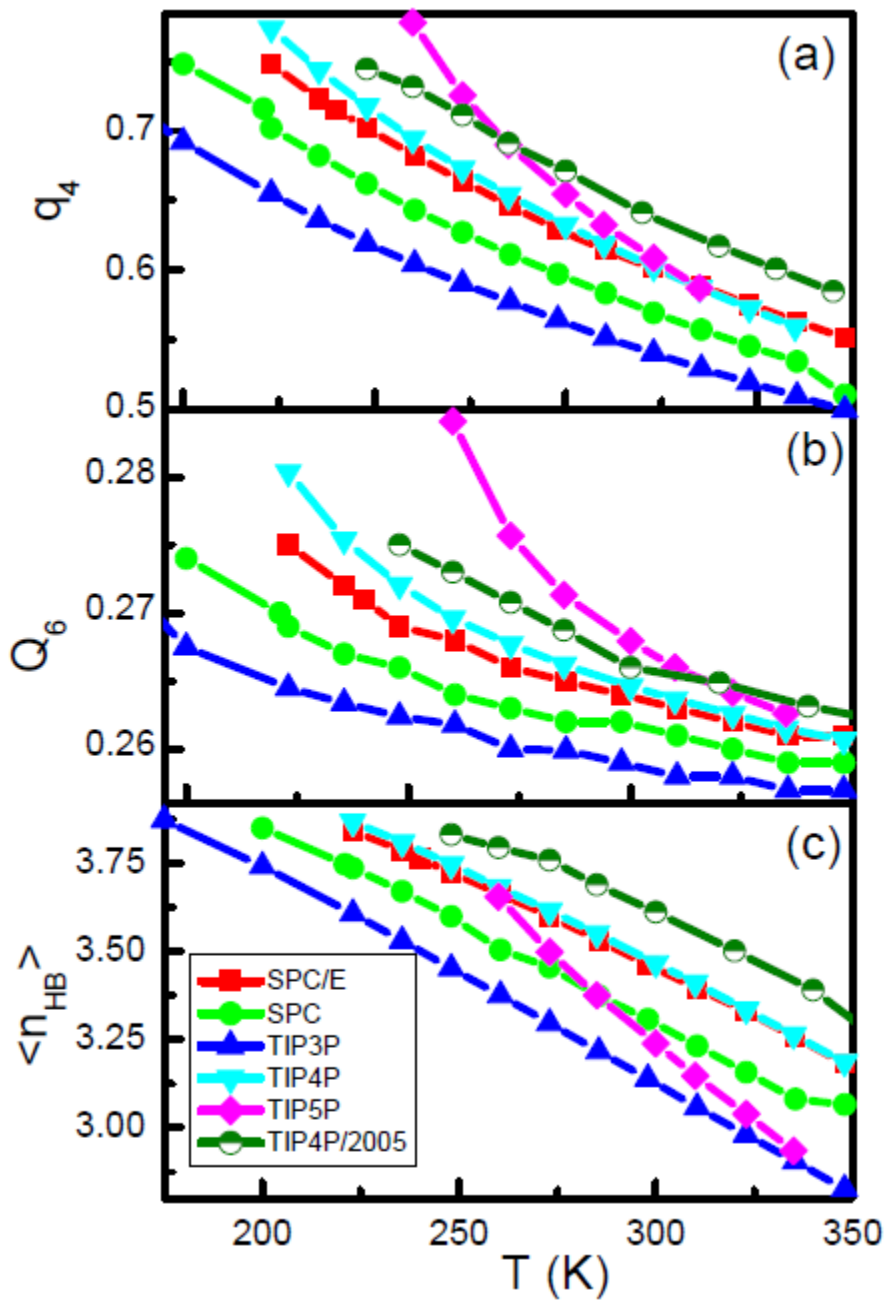 (a)
0.7
0.6
0.5
q4
(b)
0.28
0.27
0.26
Q6
(c)
3.75
3.50
3.25
3.00
<nHB>
SPC/E
SPC
TIP3P
TIP4P
TIP5P
TIP4P/2005
200 250 300 350
T (K)